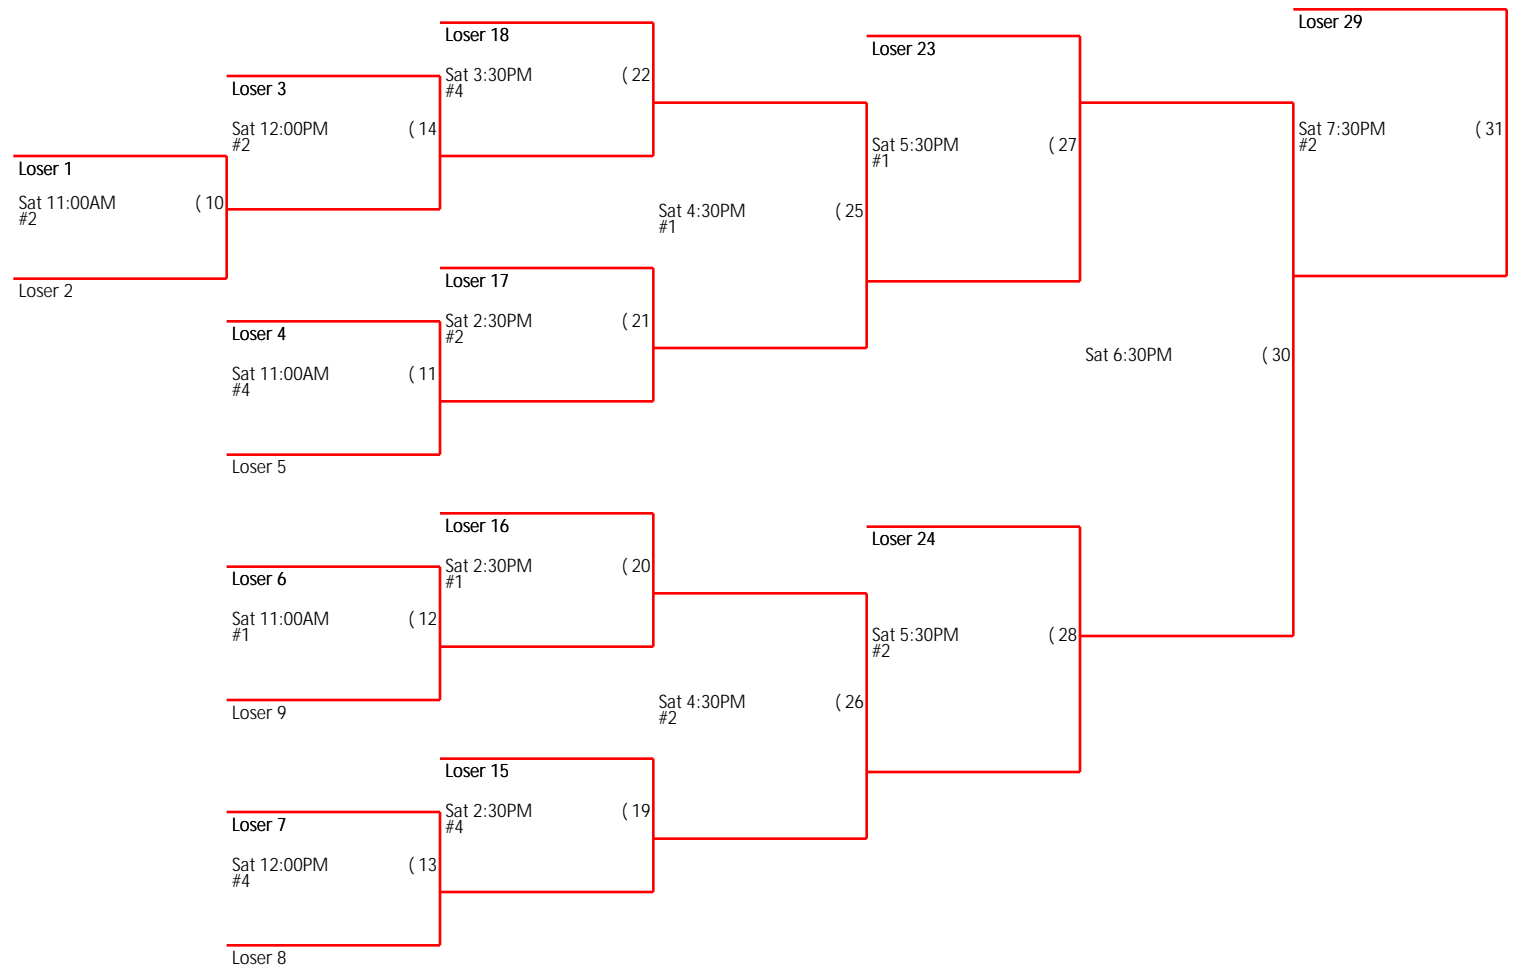 Loser 29
Loser 18
Loser 23
Sat 3:30PM ( 22
#4
Loser 3
Sat 12:00PM ( 14
#2
Sat 7:30PM ( 31
#2
Sat 5:30PM ( 27
#1
Loser 1
Sat 11:00AM ( 10
#2
Sat 4:30PM ( 25
#1
Loser 17
Loser 2
Sat 2:30PM ( 21
#2
Loser 4
Sat 6:30PM ( 30
Sat 11:00AM ( 11
#4
Loser 5
Loser 16
Loser 24
Sat 2:30PM ( 20
#1
Loser 6
Sat 11:00AM ( 12
#1
Sat 5:30PM ( 28
#2
Sat 4:30PM ( 26
#2
Loser 9
Loser 15
Sat 2:30PM ( 19
#4
Loser 7
Sat 12:00PM ( 13
#4
Loser 8